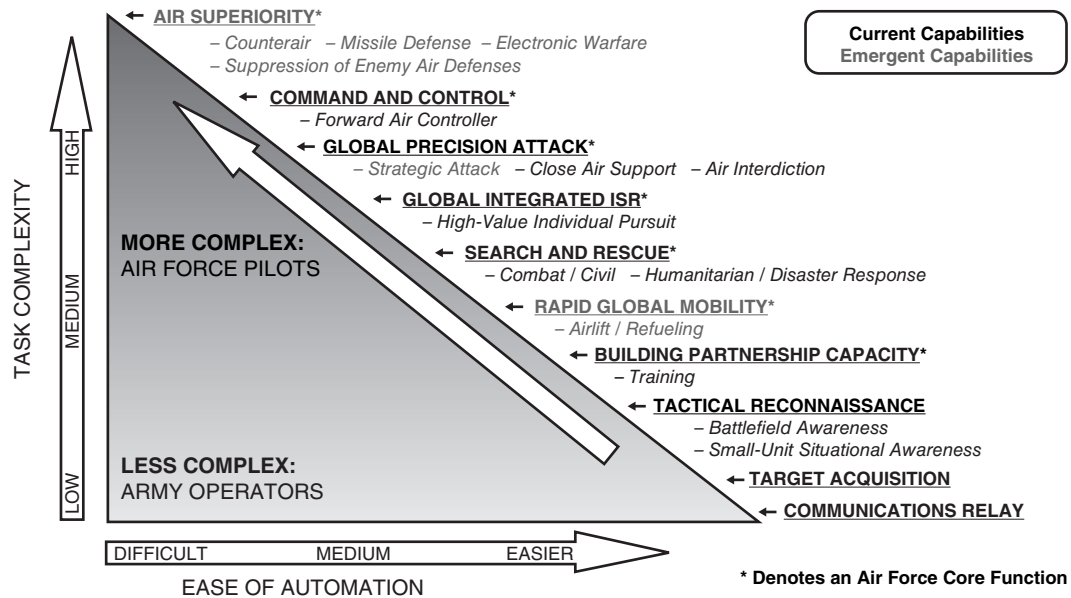 AIR SUPERIORITY*
– Counterair – Missile Defense – Electronic Warfare
– Suppression of Enemy Air Defenses
Current Capabilities
Emergent Capabilities
COMMAND AND CONTROL*
– Forward Air Controller
GLOBAL PRECISION ATTACK*
– Strategic Attack – Close Air Support – Air Interdiction
GLOBAL INTEGRATED ISR*
– High-Value Individual Pursuit
SEARCH AND RESCUE*
– Combat / Civil – Humanitarian / Disaster Response
RAPID GLOBAL MOBILITY*
– Airlift / Refueling
BUILDING PARTNERSHIP CAPACITY*
– Training
TACTICAL RECONNAISSANCE
– Battlefield Awareness
– Small-Unit Situational Awareness
TARGET ACQUISITION
COMMUNICATIONS RELAY
TASK COMPLEXITY
HIGH
MEDIUM
LOW
MORE COMPLEX:
AIR FORCE PILOTS
LESS COMPLEX:
ARMY OPERATORS
DIFFICULT MEDIUM EASIER
EASE OF AUTOMATION
* Denotes an Air Force Core Function